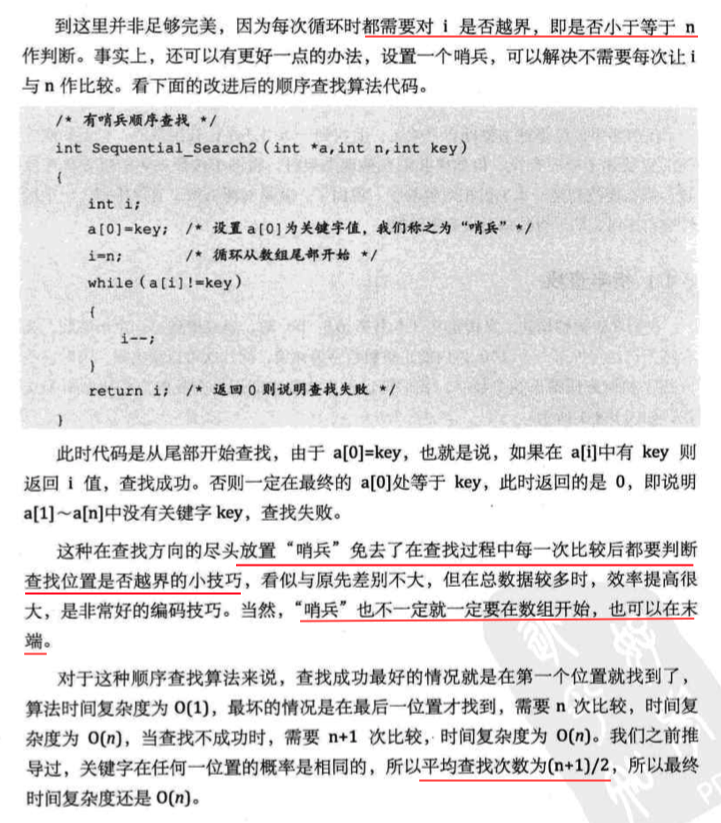 到这里并非足够完美，因为每次循环时都需要对 i 是否越界，即是否小于等于 n
作判断。事实上，还可以有更好一点的办法，设置一个哨兵，可以解决不需要每次让 i
与 n 作比较。看下面的改进后的顺序查找算法代码。
/* 有哨兵顺序查找 */
int Sequential_Search2(int *a,int n,int key)
{
int i;
a[0]=key; /* 设置 a[0]为关键字值，我们称之为“哨兵”*/
i=n; /* 循环从数组尾部开始 */
while(a[i]!=key)
{
i--;
}
return i; /* 返回 0 则说明查找失败 */
}
此时代码是从尾部开始查找，由于 a[0]=key，也就是说，如果在 a[i]中有 key 则
返回 i 值，查找成功。否则一定在最终的 a[0]处等于 key，此时返回的是 0，即说明
a[1]～a[n]中没有关键字 key，查找失败。
这种在查找方向的尽头放置“哨兵”免去了在查找过程中每一次比较后都要判断
查找位置是否越界的小技巧，看似与原先差别不大，但在总数据较多时，效率提高很
大，是非常好的编码技巧。当然，“哨兵”也不一定就一定要在数组开始，也可以在末
端。
对于这种顺序查找算法来说，查找成功最好的情况就是在第一个位置就找到了，
算法时间复杂度为 O(1)，最坏的情况是在最后一位置才找到，需要 n 次比较，时间复
杂度为 O(n)，当查找不成功时，需要 n+1 次比较，时间复杂度为 O(n)。我们之前推
导过，关键字在任何一位置的概率是相同的，所以平均查找次数为(n+1)/2，所以最终
时间复杂度还是 O(n)。